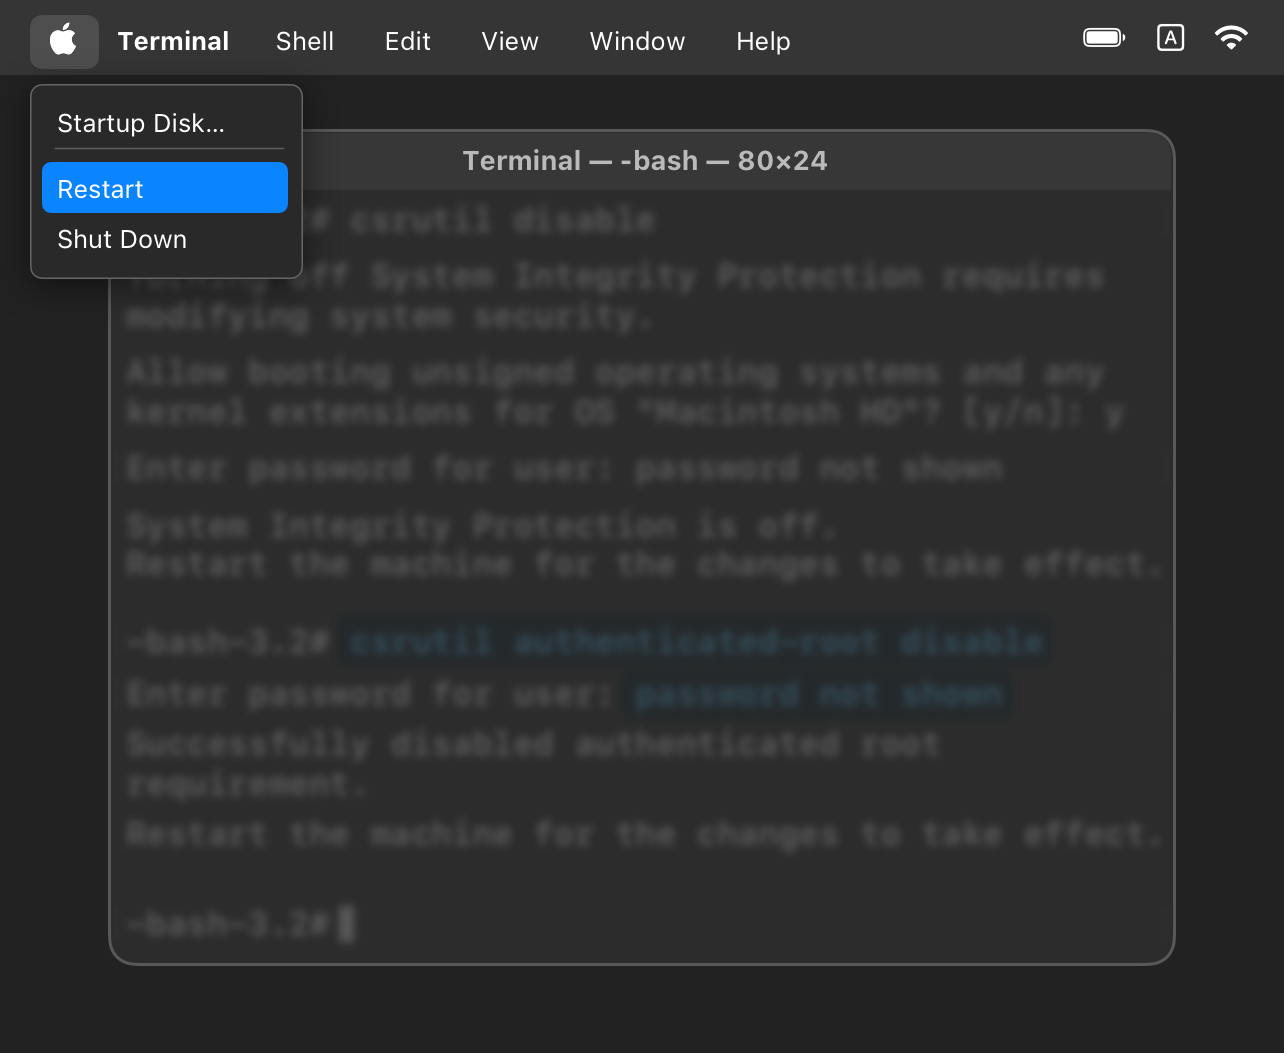 Terminal Shell Edit View Window Help A
Startup Disk...
Restart
Shut Down
Terminal — -bash — 80×24
# csrutil disable
Turning off System Integrity Protection requires
modifying system security.
Allow booting unsigned operating systems and any
kernel extensions for OS "Macintosh HD"? [y/n]: y
Enter password for user: password not shown
System Integrity Protection is off.
Restart the machine for the changes to take effect.
-bash-3.2# csrutil authenticated-root disable
Enter password for user: password not shown
Successfully disabled authenticated root
requirement.
Restart the machine for the changes to take effect.
-bash-3.2#